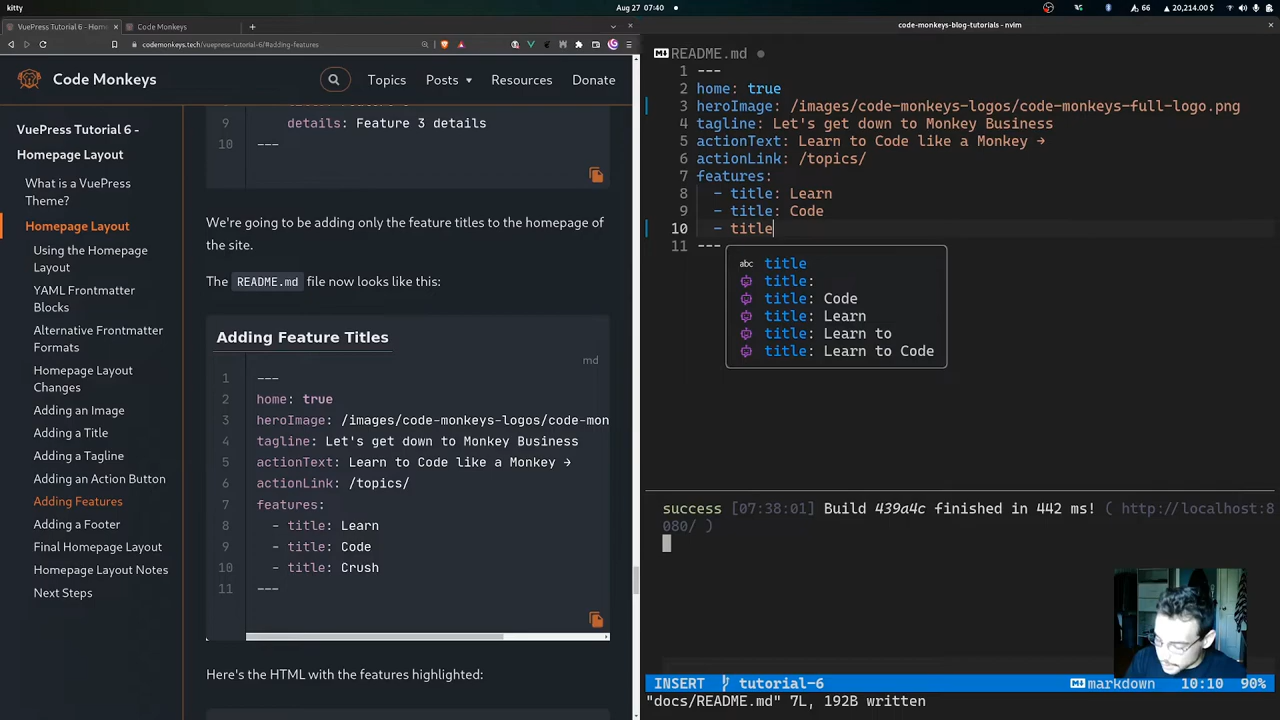 kitty
Aug 27 07:40
66
20,214.00 $
VuePress Tutorial 6 - Hom
Code Monkeys
codemonkeys.tech/vuepress-tutorial-6/#adding-features
Code Monkeys
Topics
Posts
Resources
Donate
VuePress Tutorial 6 -
Homepage Layout
What is a VuePress
Theme?
Homepage Layout
Using the Homepage
Layout
YAML Frontmatter
Blocks
Alternative Frontmatter
Formats
Homepage Layout
Changes
Adding an Image
Adding a Title
Adding a Tagline
Adding an Action Button
Adding Features
Adding a Footer
Final Homepage Layout
Homepage Layout Notes
Next Steps
9 details: Feature 3 details
10 ---
We're going to be adding only the feature titles to the homepage of
the site.
The README.md file now looks like this:
Adding Feature Titles
md
1 ---
2 home: true
3 heroImage: /images/code-monkeys-logos/code-mon
4 tagline: Let's get down to Monkey Business
5 actionText: Learn to Code like a Monkey →
6 actionLink: /topics/
7 features:
8 - title: Learn
9 - title: Code
10 - title: Crush
11 ---
Here's the HTML with the features highlighted:
code-monkeys-blog-tutorials - nvim
README.md
1 ---
2 home: true
3 heroImage: /images/code-monkeys-logos/code-monkeys-full-logo.png
4 tagline: Let's get down to Monkey Business
5 actionText: Learn to Code like a Monkey →
6 actionLink: /topics/
7 features:
8 - title: Learn
9 - title: Code
10 - title
11 ---
abc title
title:
title: Code
title: Learn
title: Learn to
title: Learn to Code
success [07:38:01] Build 439a4c finished in 442 ms! ( http://localhost:8
080/ )
INSERT tutorial-6 markdown 10:10 90%
"docs/README.md" 7L, 192B written